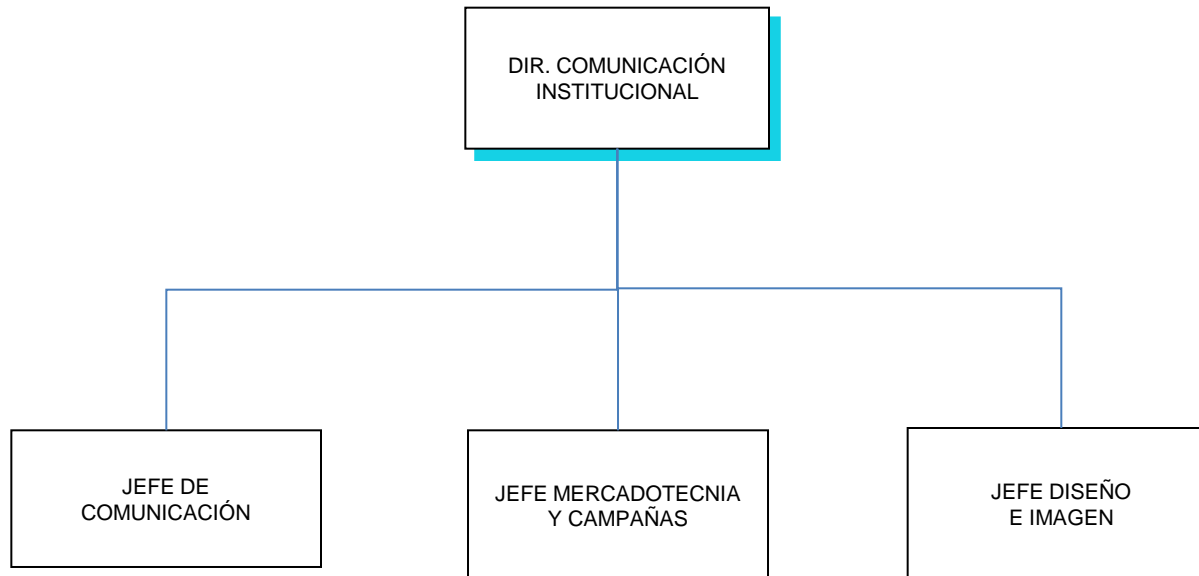 DIR. COMUNICACIÓN
INSTITUCIONAL
JEFE DE
COMUNICACIÓN
JEFE MERCADOTECNIA
Y CAMPAÑAS
JEFE DISEÑO
E IMAGEN